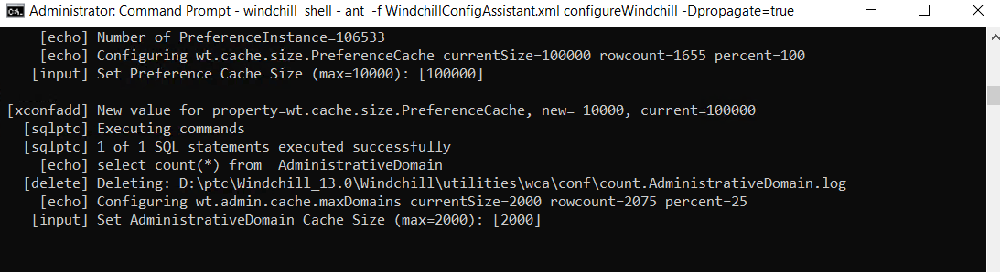 Administrator: Command Prompt - windchill shell - ant -f WindchillConfigAssistant.xml configureWindchill -Dpropagate=true
[echo] Number of PreferenceInstance=106533
[echo] Configuring wt.cache.size.PreferenceCache currentSize=100000 rowcount=1655 percent=100
[input] Set Preference Cache Size (max=10000): [100000]
[xconfadd] New value for property=wt.cache.size.PreferenceCache, new= 10000, current=100000
[sqlptc] Executing commands
[sqlptc] 1 of 1 SQL statements executed successfully
[echo] select count(*) from  AdministrativeDomain
[delete] Deleting: D:\ptc\Windchill_13.0\Windchill\utilities\wca\conf\count.AdministrativeDomain.log
[echo] Configuring wt.admin.cache.maxDomains currentSize=2000 rowcount=2075 percent=25
[input] Set AdministrativeDomain Cache Size (max=2000): [2000]